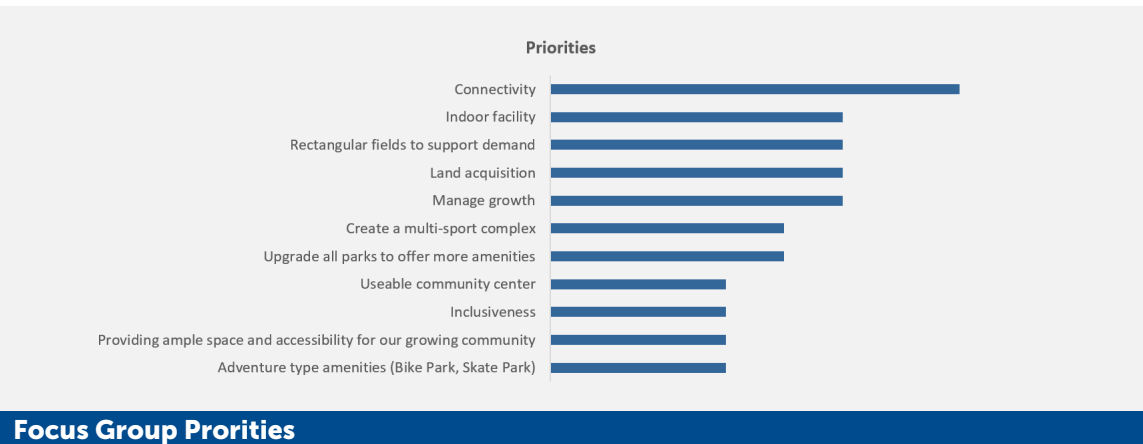 Priorities
Connectivity
Indoor facility
Rectangular fields to support demand
Land acquisition
Manage growth
Create a multi-sport complex
Upgrade all parks to offer more amenities
Useable community center
Inclusiveness
Providing ample space and accessibility for our growing community
Adventure type amenities (Bike Park, Skate Park)
Focus Group Prorities